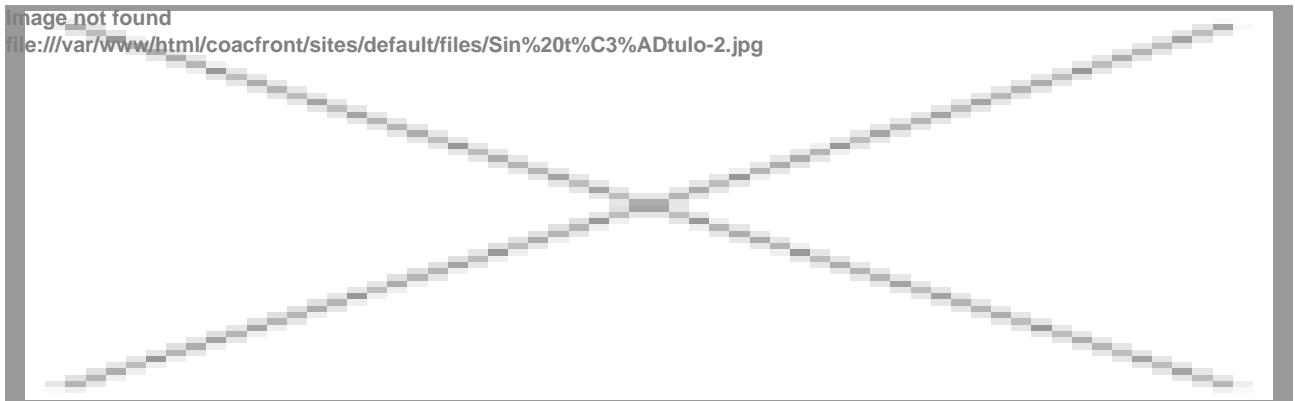 Image not found
file:///var/www/html/coacfront/sites/default/files/Sin%20t%C3%ADtulo-2.jpg